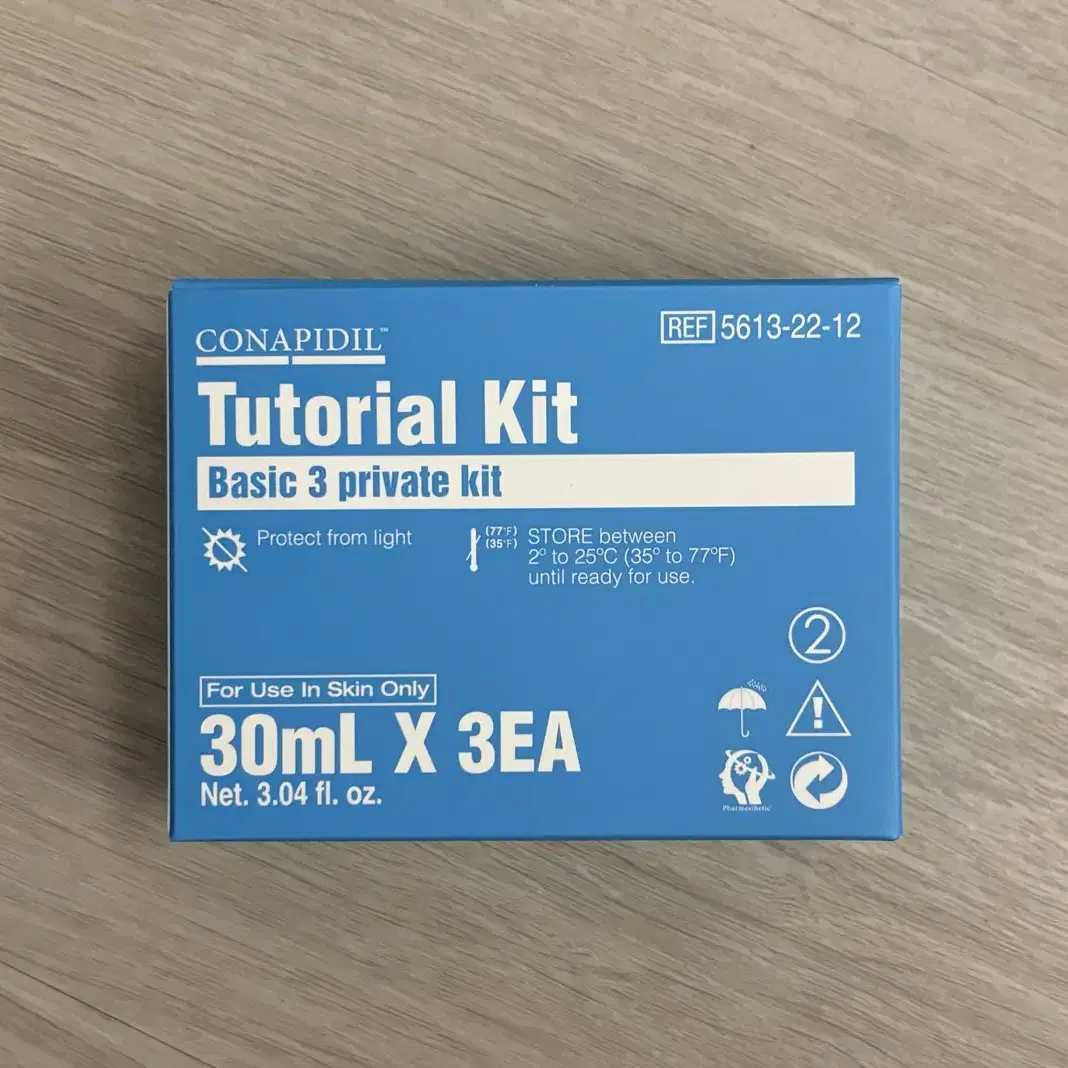 CONAPIDIL™
REF 5613-22-12
Tutorial Kit
Basic 3 private kit
Protect from light
(77°F)
(35°F)
STORE between
2° to 25°C (35° to 77°F)
until ready for use.
2
For Use In Skin Only
30mL X 3EA
Net. 3.04 fl. oz.
Pharmesthetic